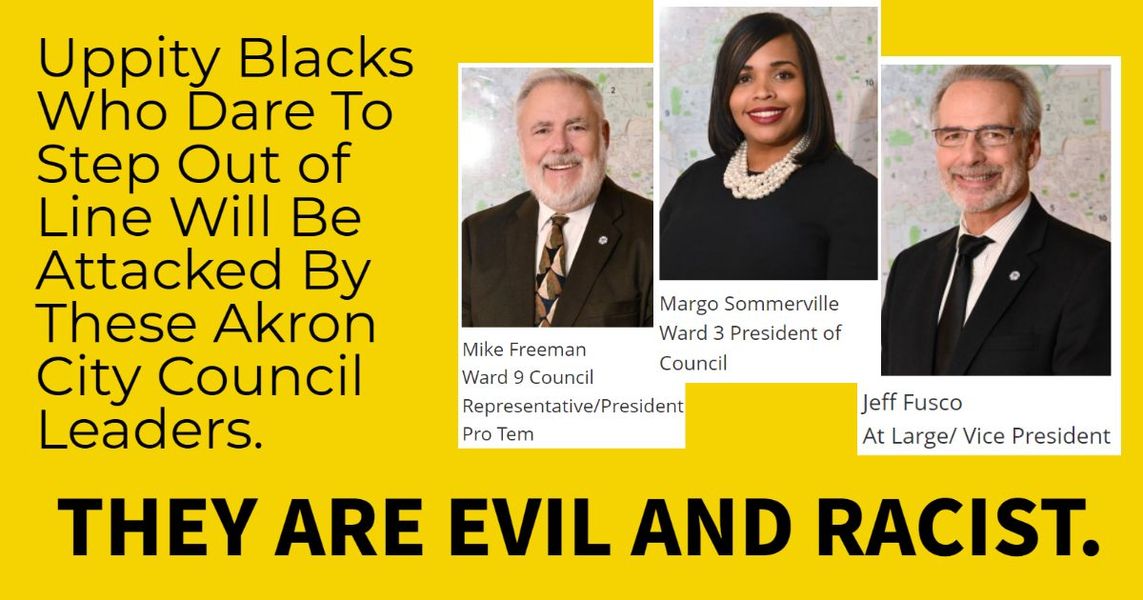 Uppity Blacks
Who Dare To
Step Out of
Line Will Be
Attacked By
These Akron
City Council
Leaders.
Mike Freeman
Ward 9 Council
Representative/President
Pro Tem
Margo Sommerville
Ward 3 President of
Council
Jeff Fusco
At Large/ Vice President
THEY ARE EVIL AND RACIST.